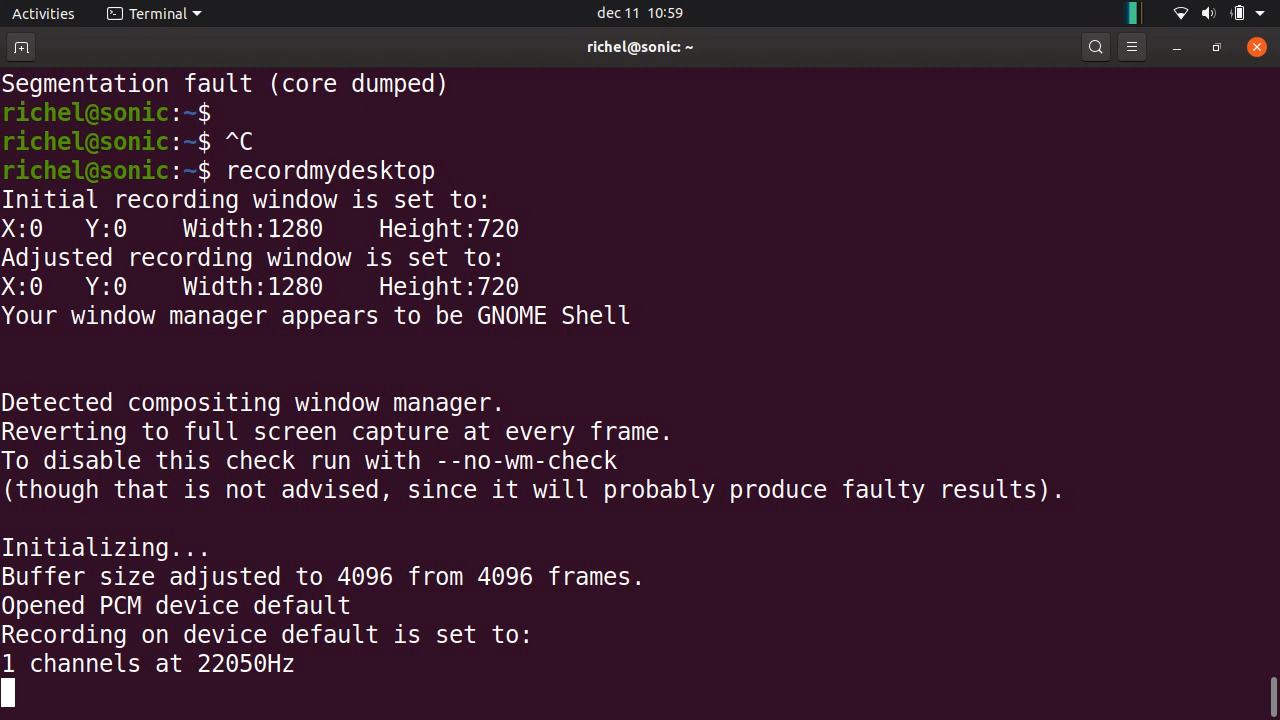 Activities Terminal dec 11 10:59
richel@sonic: ~
Segmentation fault (core dumped)
richel@sonic:~$
richel@sonic:~$ ^C
richel@sonic:~$ recordmydesktop
Initial recording window is set to:
X:0   Y:0    Width:1280    Height:720
Adjusted recording window is set to:
X:0   Y:0    Width:1280    Height:720
Your window manager appears to be GNOME Shell
Detected compositing window manager.
Reverting to full screen capture at every frame.
To disable this check run with --no-wm-check
(though that is not advised, since it will probably produce faulty results).
Initializing...
Buffer size adjusted to 4096 from 4096 frames.
Opened PCM device default
Recording on device default is set to:
1 channels at 22050Hz